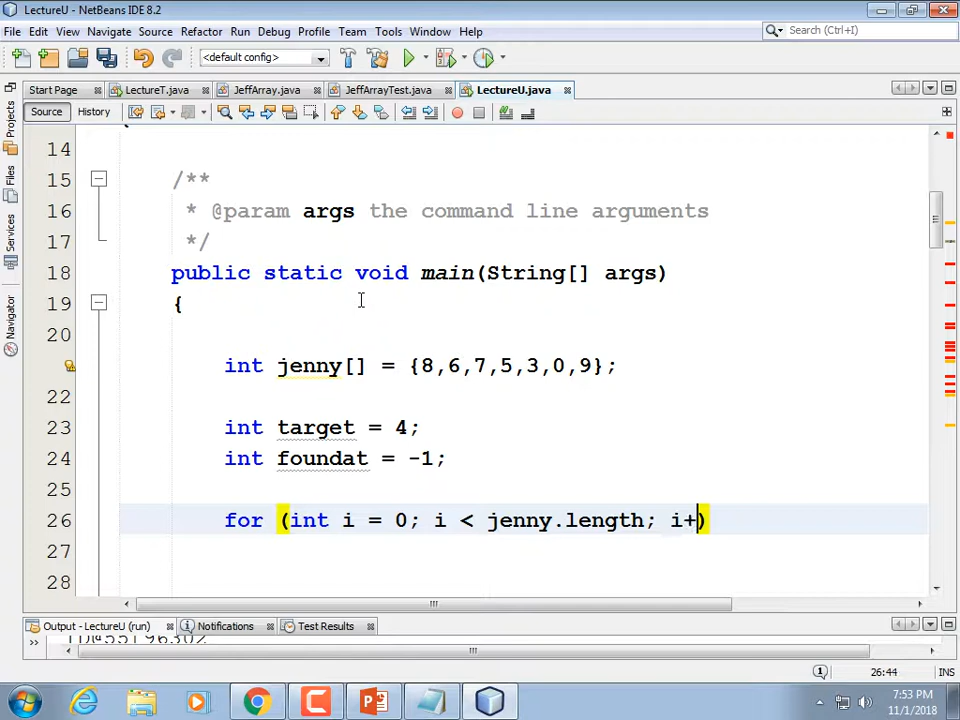 LectureU - NetBeans IDE 8.2
File Edit View Navigate Source Refactor Run Debug Profile Team Tools Window Help
Search (Ctrl+I)
<default config>
Start Page LectureT.java JeffArray.java JeffArrayTest.java LectureU.java
Source History
Projects
Files
Services
Navigator
14
15 /**
16 * @param args the command line arguments
17 */
18 public static void main(String[] args)
19 {
20
int jenny[] = {8,6,7,5,3,0,9};
22
23 int target = 4;
24 int foundat = -1;
25
26 for (int i = 0; i < jenny.length; i+)
27
28
Output - LectureU (run) Notifications Test Results
26:44 INS
7:53 PM
11/1/2018